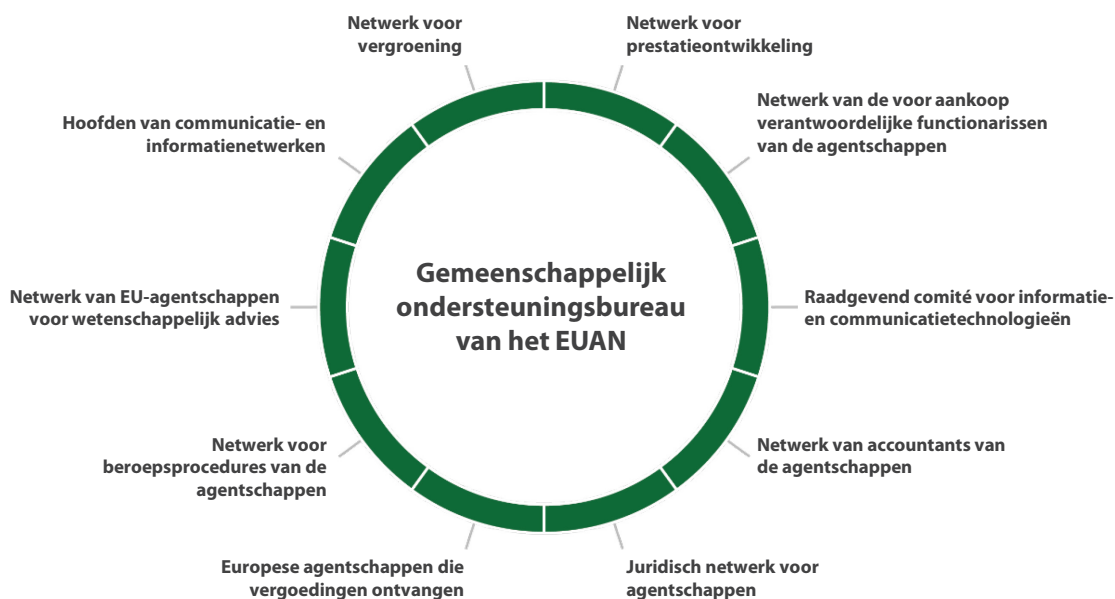 Netwerk voor
vergroening
Netwerk voor
prestatieontwikkeling
Netwerk van de voor aankoop
verantwoordelijke functionarissen
van de agentschappen
Hoofden van communicatie- en
informatienetwerken
Gemeenschappelijk
ondersteuningsbureau
van het EUAN
Netwerk van EU-agentschappen
voor wetenschappelijk advies
Raadgevend comité voor informatie-
en communicatietechnologieën
Netwerk voor
beroepsprocedures van de
agentschappen
Netwerk van accountants van
de agentschappen
Europese agentschappen die
vergoedingen ontvangen
Juridisch netwerk voor
agentschappen